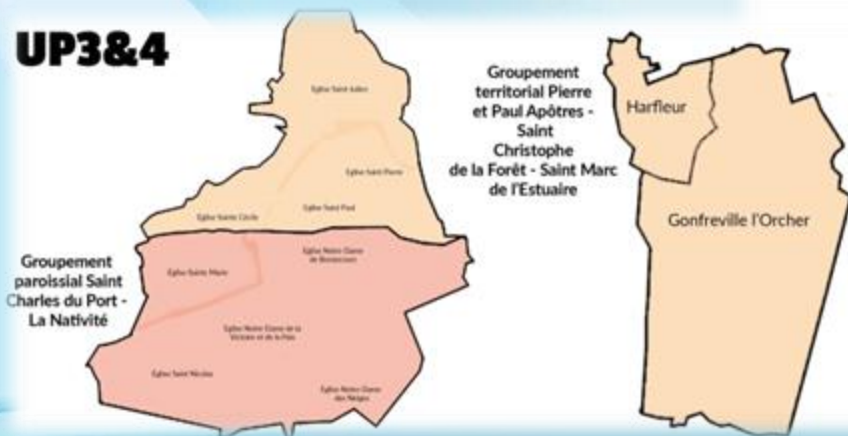 UP3&4
Groupement
territorial Pierre
et Paul Apôtres -
Saint
Christophe
de la Forêt - Saint Marc
de l'Estuaire
Harfleur
Gonfreville l'Orcher
Groupement
paroissial Saint
Charles du Port -
La Nativité
Eglise Saint Julien
Eglise Saint Pierre
Eglise Saint Paul
Eglise Sainte Cécile
Eglise Notre Dame
de Bonsecours
Eglise Sainte Marie
Eglise Notre Dame de la
Victoire et de la Paix
Eglise Saint Nicolas
Eglise Notre Dame
des Neiges